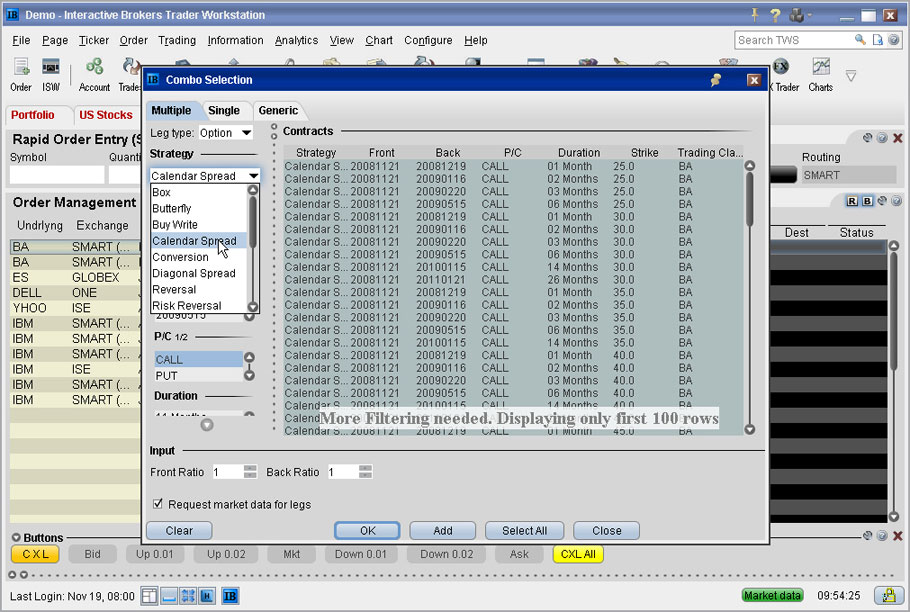 Demo - Interactive Brokers Trader Workstation
File Page Ticker Order Trading Information Analytics View Chart Configure Help
Search TWS
Order ISW Account Trade
Trader Charts
Portfolio US Stocks
Rapid Order Entry (S
Symbol Quanti
Routing
SMART
Order Management
R B
Undrlyng Exchange
Dest Status
BA SMART (...
BA SMART (...
ES GLOBEX
DELL ONE
YHOO ISE
IBM SMART (...
IBM SMART (...
IBM SMART (...
IBM ISE
IBM SMART (...
IBM SMART (...
IB Combo Selection
Multiple Single Generic
Leg type: Option
Strategy
Calendar Spread
Box
Butterfly
Buy Write
Calendar Spread
Conversion
Diagonal Spread
Reversal
Risk Reversal
20090515
P/C 1/2
CALL
PUT
Duration
14 Months
Contracts
Strategy Front Back P/C Duration Strike Trading Cla...
Calendar S... 20081121 20081219 CALL 01 Month 25.0 BA
Calendar S... 20081121 20090116 CALL 02 Months 25.0 BA
Calendar S... 20081121 20090220 CALL 03 Months 25.0 BA
Calendar S... 20081121 20090515 CALL 06 Months 25.0 BA
Calendar S... 20081121 20081219 CALL 01 Month 30.0 BA
Calendar S... 20081121 20090116 CALL 02 Months 30.0 BA
Calendar S... 20081121 20090220 CALL 03 Months 30.0 BA
Calendar S... 20081121 20090515 CALL 06 Months 30.0 BA
Calendar S... 20081121 20100115 CALL 14 Months 30.0 BA
Calendar S... 20081121 20110121 CALL 26 Months 30.0 BA
Calendar S... 20081121 20081219 CALL 01 Month 35.0 BA
Calendar S... 20081121 20090116 CALL 02 Months 35.0 BA
Calendar S... 20081121 20090220 CALL 03 Months 35.0 BA
Calendar S... 20081121 20090515 CALL 06 Months 35.0 BA
Calendar S... 20081121 20100115 CALL 14 Months 35.0 BA
Calendar S... 20081121 20081219 CALL 01 Month 40.0 BA
Calendar S... 20081121 20090116 CALL 02 Months 40.0 BA
Calendar S... 20081121 20090220 CALL 03 Months 40.0 BA
Calendar S... 20081121 20090515 CALL 06 Months 40.0 BA
Calendar S... 20081121 20100115 CALL 14 Months 40.0 BA
More Filtering needed. Displaying only first 100 rows
Calendar S... 20081121 20081219 CALL 01 Month 45.0 BA
Input
Front Ratio 1 Back Ratio 1
Request market data for legs
Clear OK Add Select All Close
Buttons
CXL Bid Up 0.01 Up 0.02 Mkt Down 0.01 Down 0.02 Ask CXL All
Last Login: Nov 19, 08:00
Market data 09:54:25